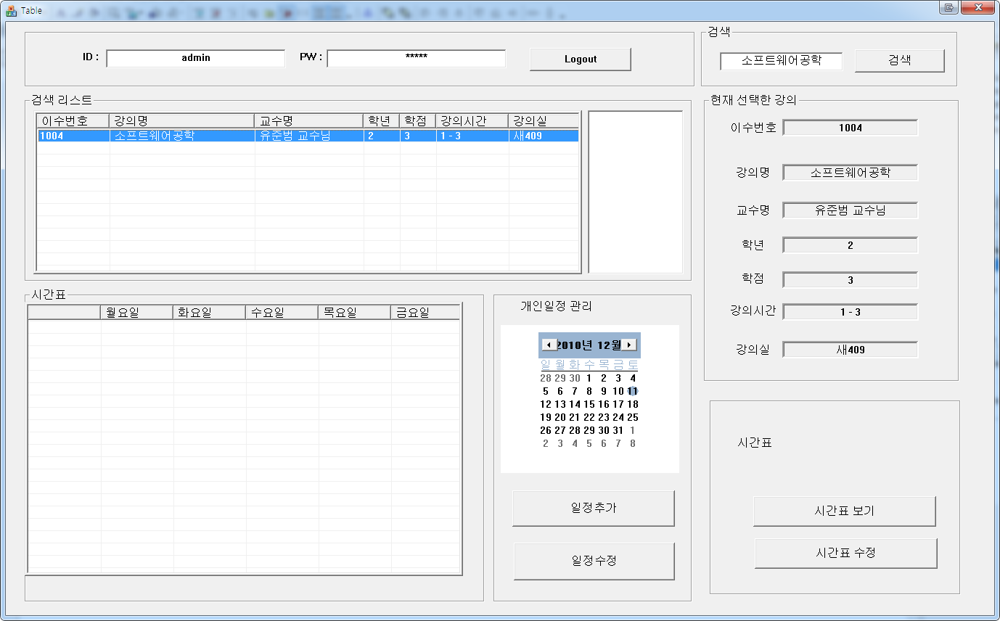 Table
ID : admin PW : ***** Logout
검색
소프트웨어공학 검색
검색 리스트
이수번호 강의명 교수명 학년 학점 강의시간 강의실
1004 소프트웨어공학 유준범 교수님 2 3 1 - 3 새409
현재 선택한 강의
이수번호 1004
강의명 소프트웨어공학
교수명 유준범 교수님
학년 2
학점 3
강의시간 1 - 3
강의실 새409
시간표
월요일 화요일 수요일 목요일 금요일
개인일정 관리
2010년 12월
일 월 화 수 목 금 토
28 29 30 1 2 3 4
5 6 7 8 9 10 11
12 13 14 15 16 17 18
19 20 21 22 23 24 25
26 27 28 29 30 31 1
2 3 4 5 6 7 8
일정추가
일정수정
시간표
시간표 보기
시간표 수정